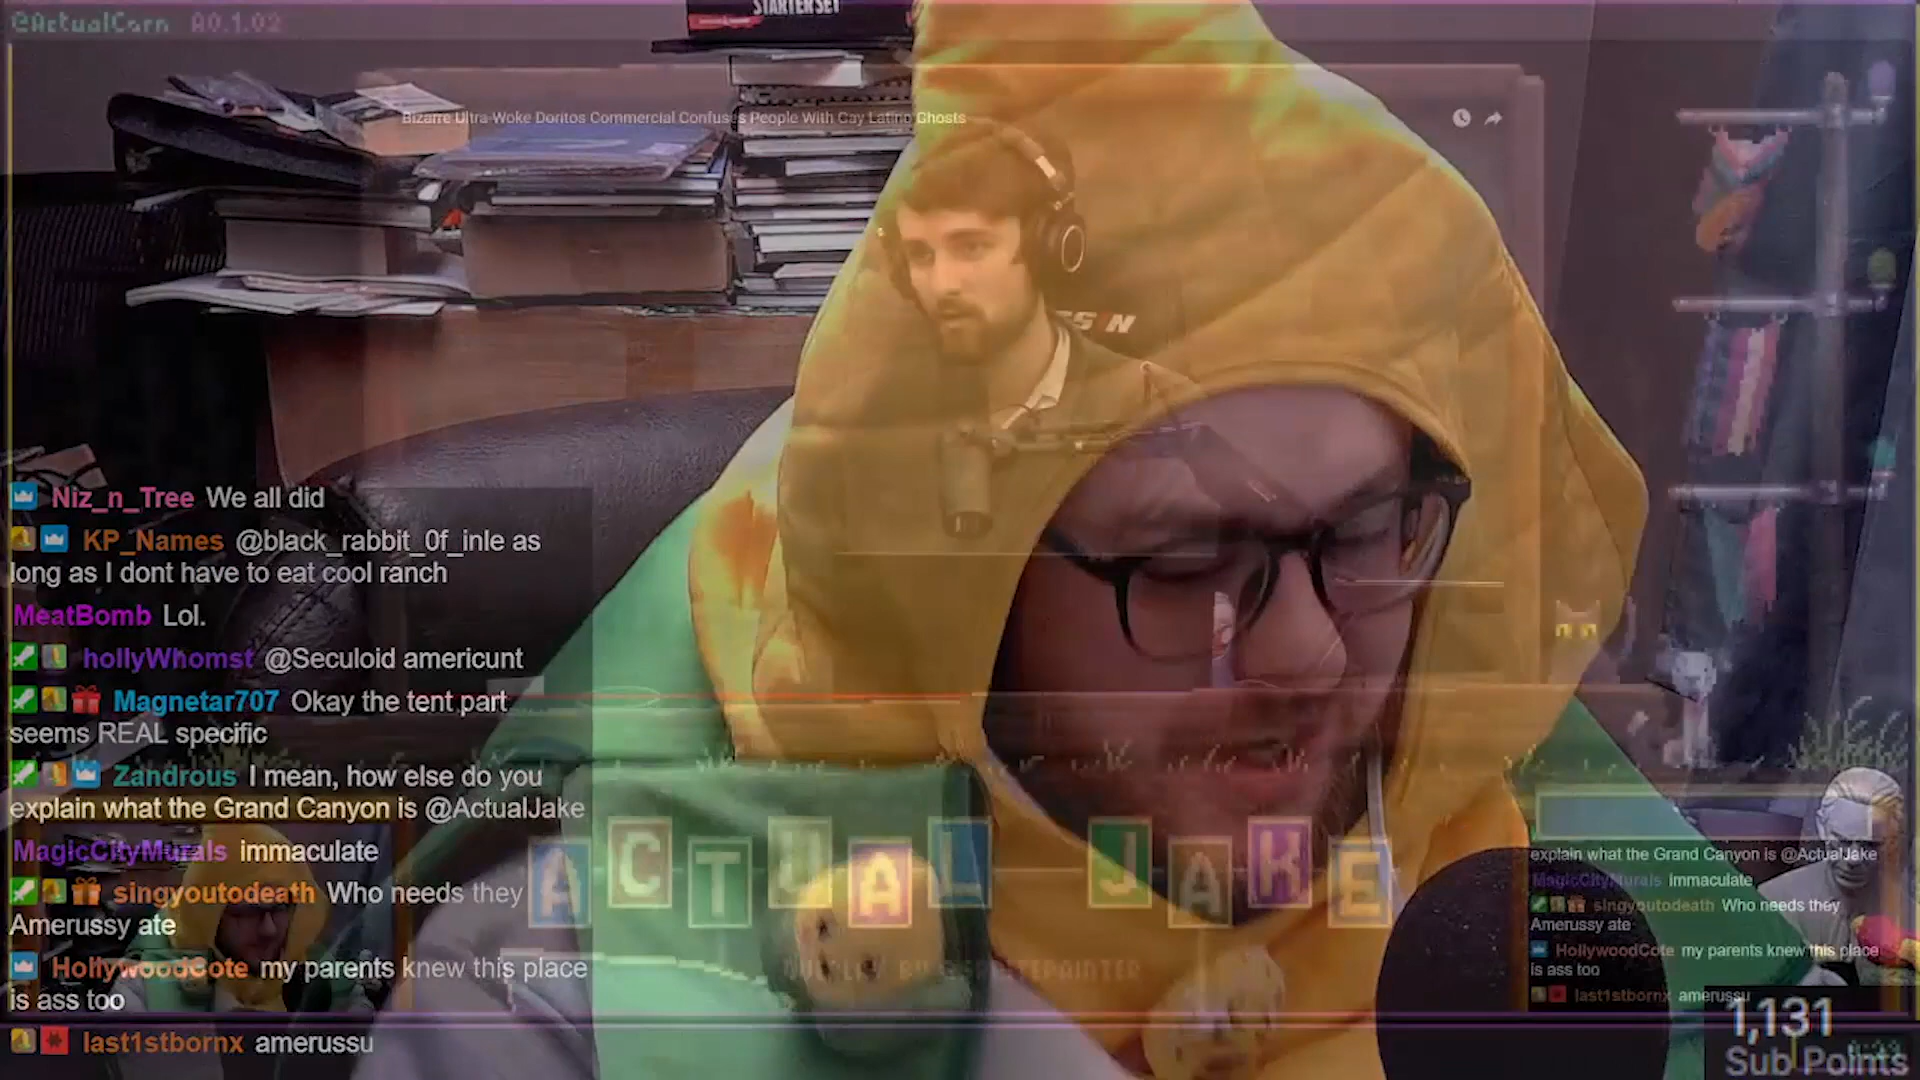 @ActualCorn A0.1.02
STARTER SET
Bizarre Ultra-Woke Doritos Commercial Confuses People With Gay Latino Ghosts
Niz_n_Tree We all did
KP_Names @black_rabbit_0f_inle as
long as I dont have to eat cool ranch
MeatBomb Lol.
hollyWhomst @Seculoid americunt
Magnetar707 Okay the tent part
seems REAL specific
Zandrous I mean, how else do you
explain what the Grand Canyon is @ActualJake
MagicCityMurals immaculate
singyoutodeath Who needs they
Amerussy ate
HollywoodCote my parents knew this place
is ass too
last1stbornx amerussu
ACTUAL JAKE
explain what the Grand Canyon is @ActualJake
MagicCityMurals immaculate
singyoutodeath Who needs they
Amerussy ate
HollywoodCote my parents knew this place
is ass too
last1stbornx amerussu
1,131
Sub Points